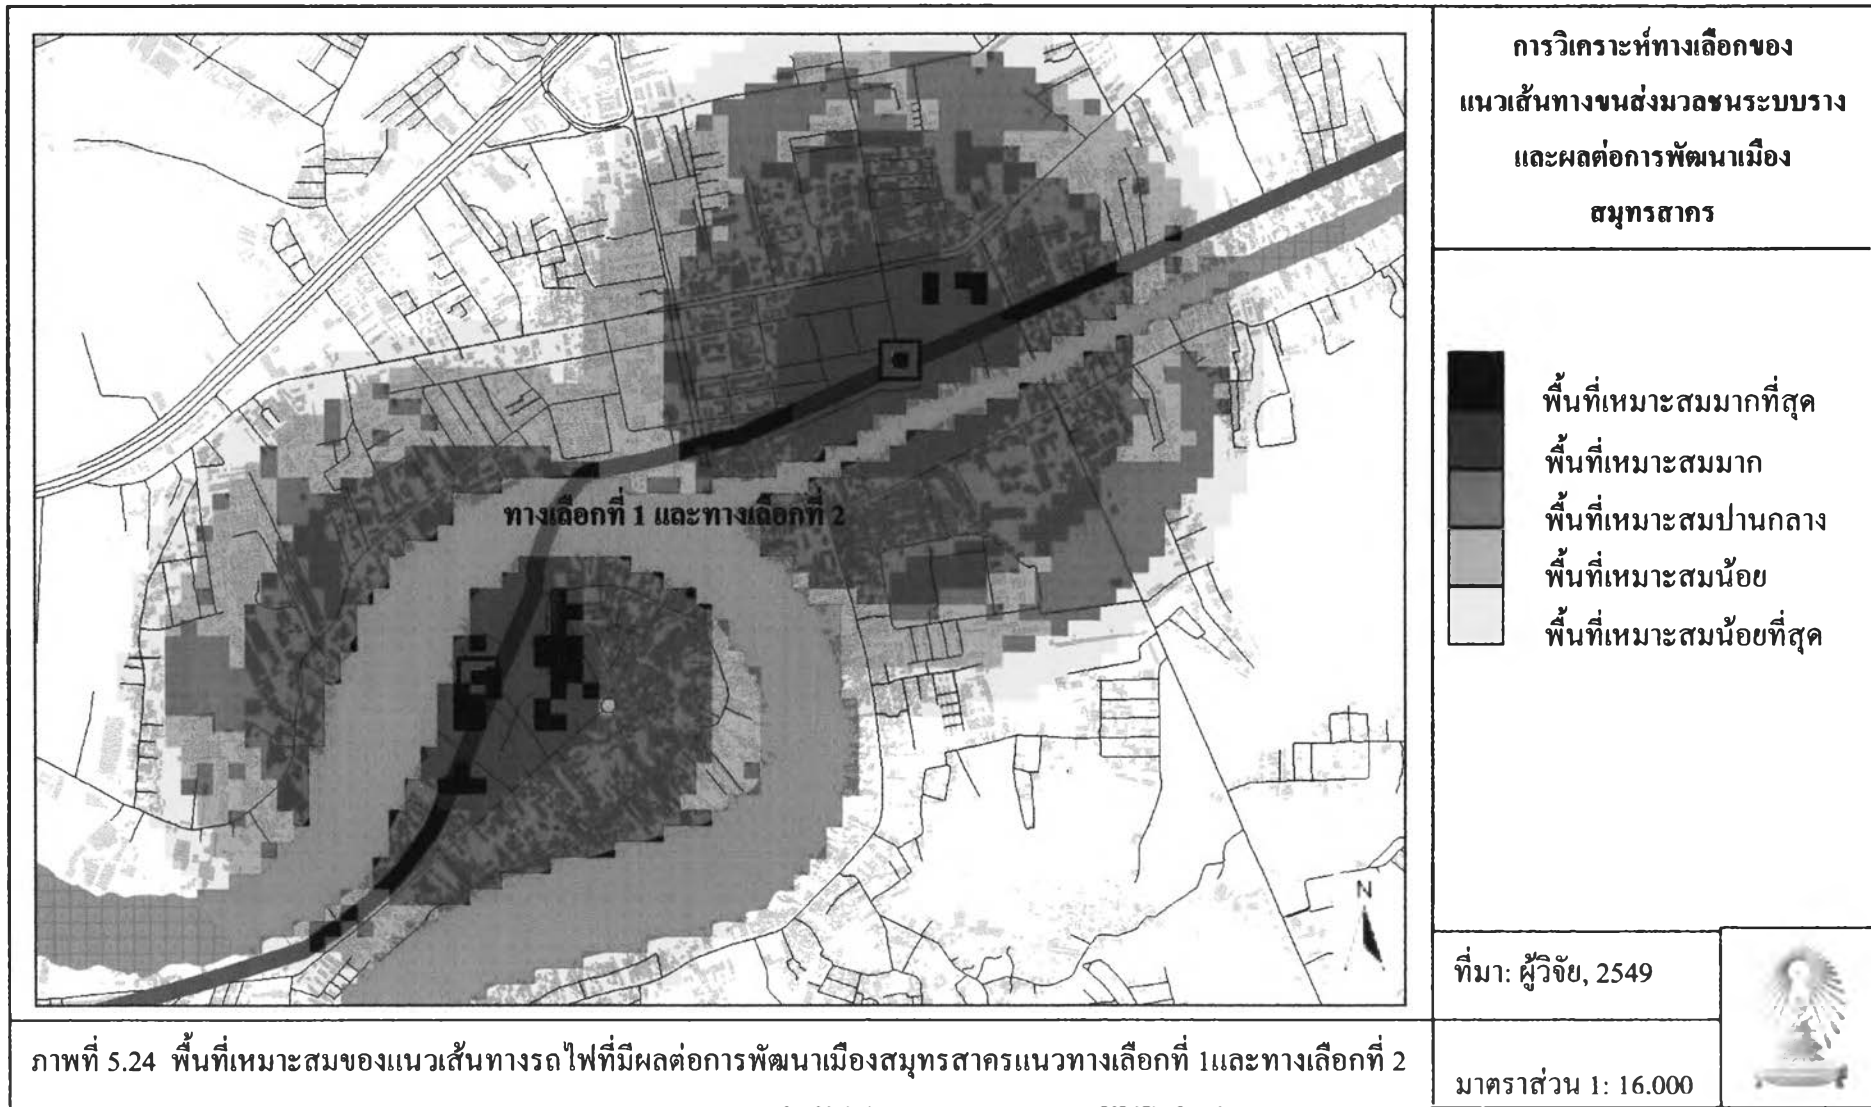 การวิเคราะห์ทางเลือกของ
แนวเส้นทางขนส่งมวลชนระบบราง
และผลต่อการพัฒนาเมือง
สมุทรสาคร
พื้นที่เหมาะสมมากที่สุด
พื้นที่เหมาะสมมาก
พื้นที่เหมาะสมปานกลาง
พื้นที่เหมาะสมน้อย
พื้นที่เหมาะสมน้อยที่สุด
ทางเลือกที่ 1 และทางเลือกที่ 2
N
ที่มา: ผู้วิจัย, 2549
มาตราส่วน 1: 16.000
ภาพที่ 5.24 พื้นที่เหมาะสมของแนวเส้นทางรถไฟที่มีผลต่อการพัฒนาเมืองสมุทรสาครแนวทางเลือกที่ 1และทางเลือกที่ 2